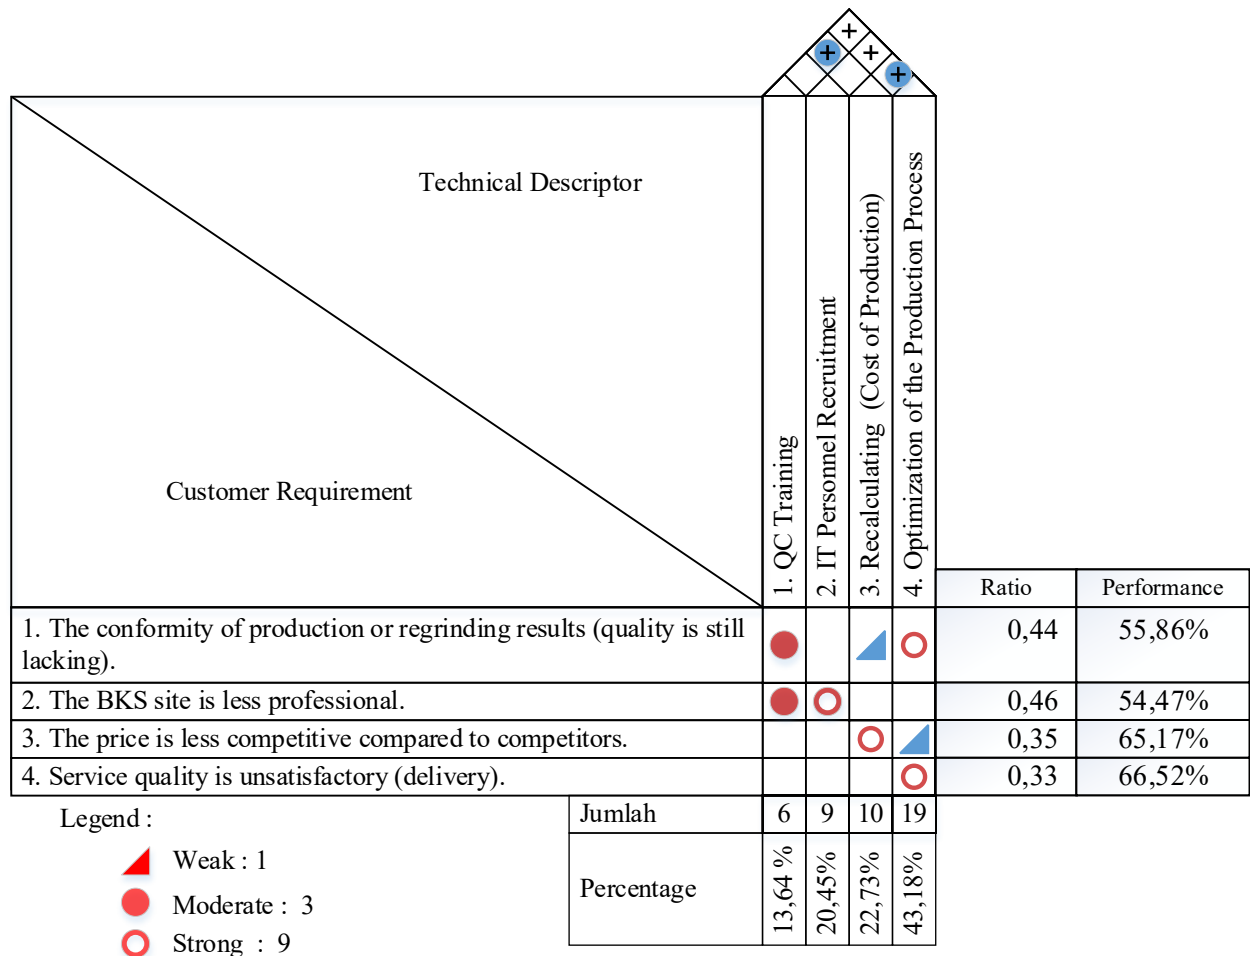 +
+ +
+
Technical Descriptor
Customer Requirement
1. QC Training
2. IT Personnel Recruitment
3. Recalculating (Cost of Production)
4. Optimization of the Production Process
Ratio Performance
1. The conformity of production or regrinding results (quality is still
lacking).
0,44 55,86%
2. The BKS site is less professional. 0,46 54,47%
3. The price is less competitive compared to competitors. 0,35 65,17%
4. Service quality is unsatisfactory (delivery). 0,33 66,52%
Jumlah 6 9 10 19
Percentage 13,64 % 20,45% 22,73% 43,18%
Legend :
Weak : 1
Moderate : 3
Strong : 9